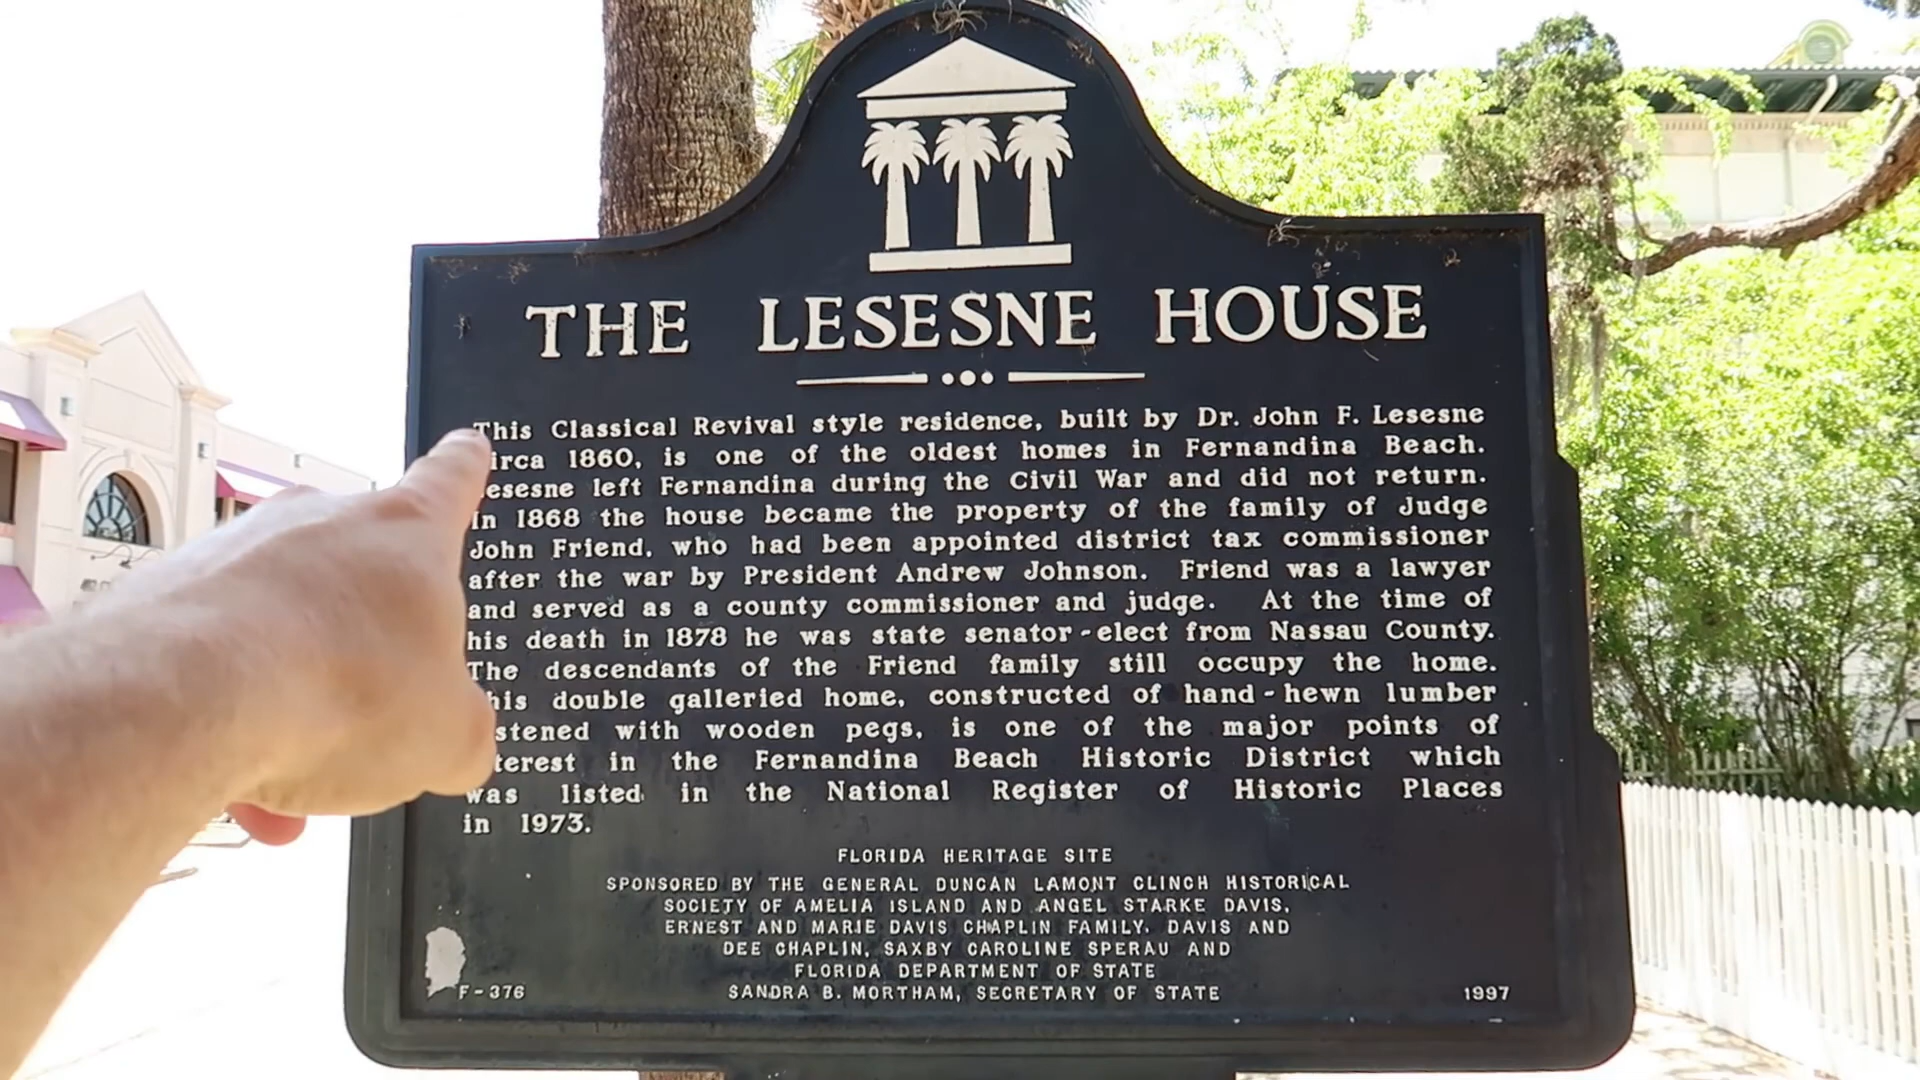 THE LESESNE HOUSE
This Classical Revival style residence, built by Dr. John F. Lesesne
circa 1860, is one of the oldest homes in Fernandina Beach.
Lesesne left Fernandina during the Civil War and did not return.
In 1868 the house became the property of the family of Judge
John Friend, who had been appointed district tax commissioner
after the war by President Andrew Johnson. Friend was a lawyer
and served as a county commissioner and judge. At the time of
his death in 1878 he was state senator-elect from Nassau County.
The descendants of the Friend family still occupy the home.
This double galleried home, constructed of hand-hewn lumber
fastened with wooden pegs, is one of the major points of
interest in the Fernandina Beach Historic District which
was listed in the National Register of Historic Places
in 1973.
FLORIDA HERITAGE SITE
SPONSORED BY THE GENERAL DUNCAN LAMONT CLINCH HISTORICAL
SOCIETY OF AMELIA ISLAND AND ANGEL STARKE DAVIS,
ERNEST AND MARIE DAVIS CHAPLIN FAMILY, DAVIS AND
DEE CHAPLIN, SAXBY CAROLINE SPERAU AND
FLORIDA DEPARTMENT OF STATE
F-376 SANDRA B. MORTHAM, SECRETARY OF STATE 1997